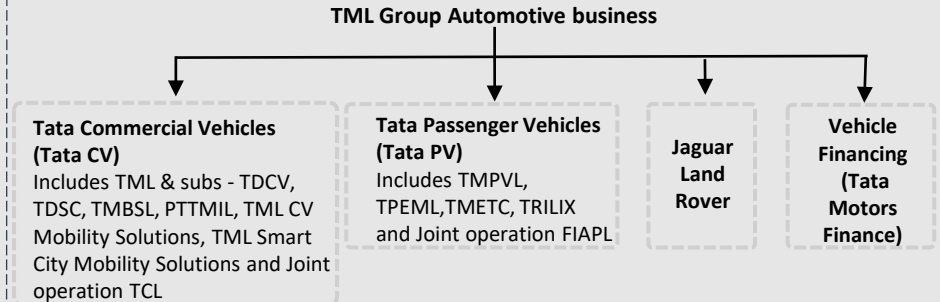 TML Group Automotive business
Tata Commercial Vehicles
(Tata CV)
Includes TML & subs - TDCV,
TDSC, TMBSL, PTTMIL, TML CV
Mobility Solutions, TML Smart
City Mobility Solutions and Joint
operation TCL
Tata Passenger Vehicles
(Tata PV)
Includes TMPVL,
TPEML,TMETC, TRILIX
and Joint operation FIAPL
Jaguar
Land
Rover
Vehicle
Financing
(Tata
Motors
Finance)